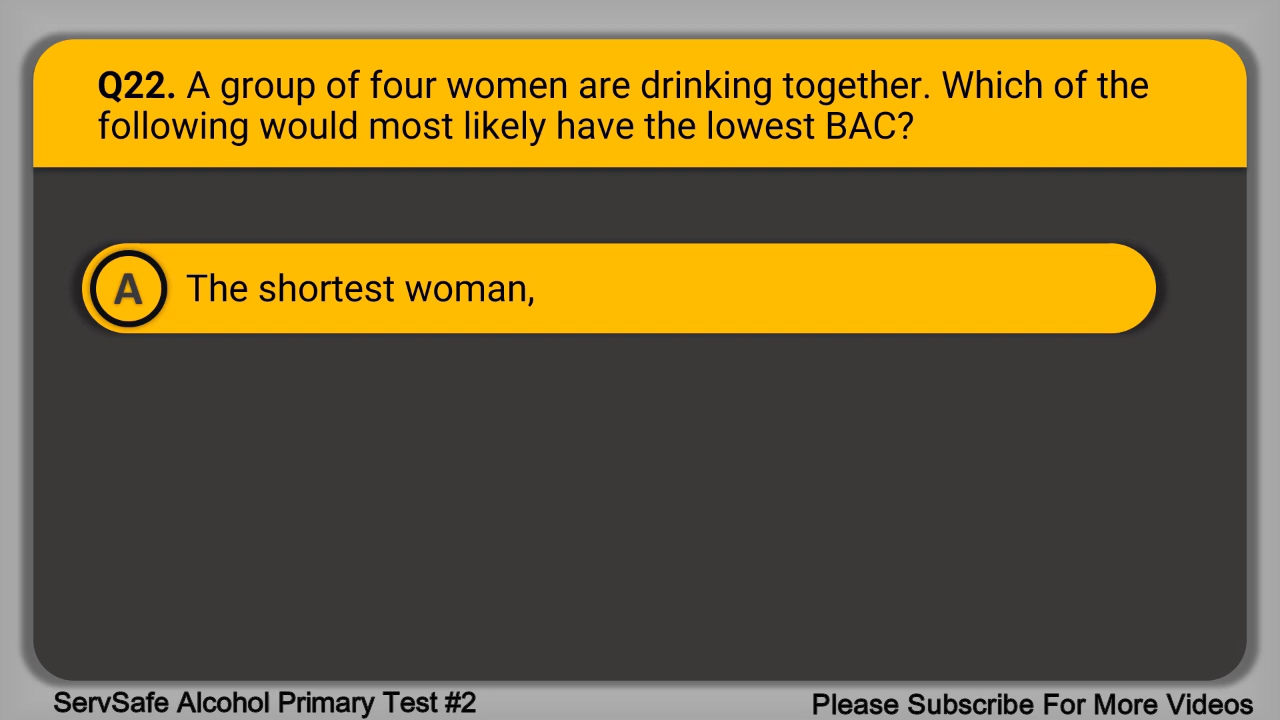 Q22. A group of four women are drinking together. Which of the
following would most likely have the lowest BAC?
A The shortest woman,
ServSafe Alcohol Primary Test #2
Please Subscribe For More Videos